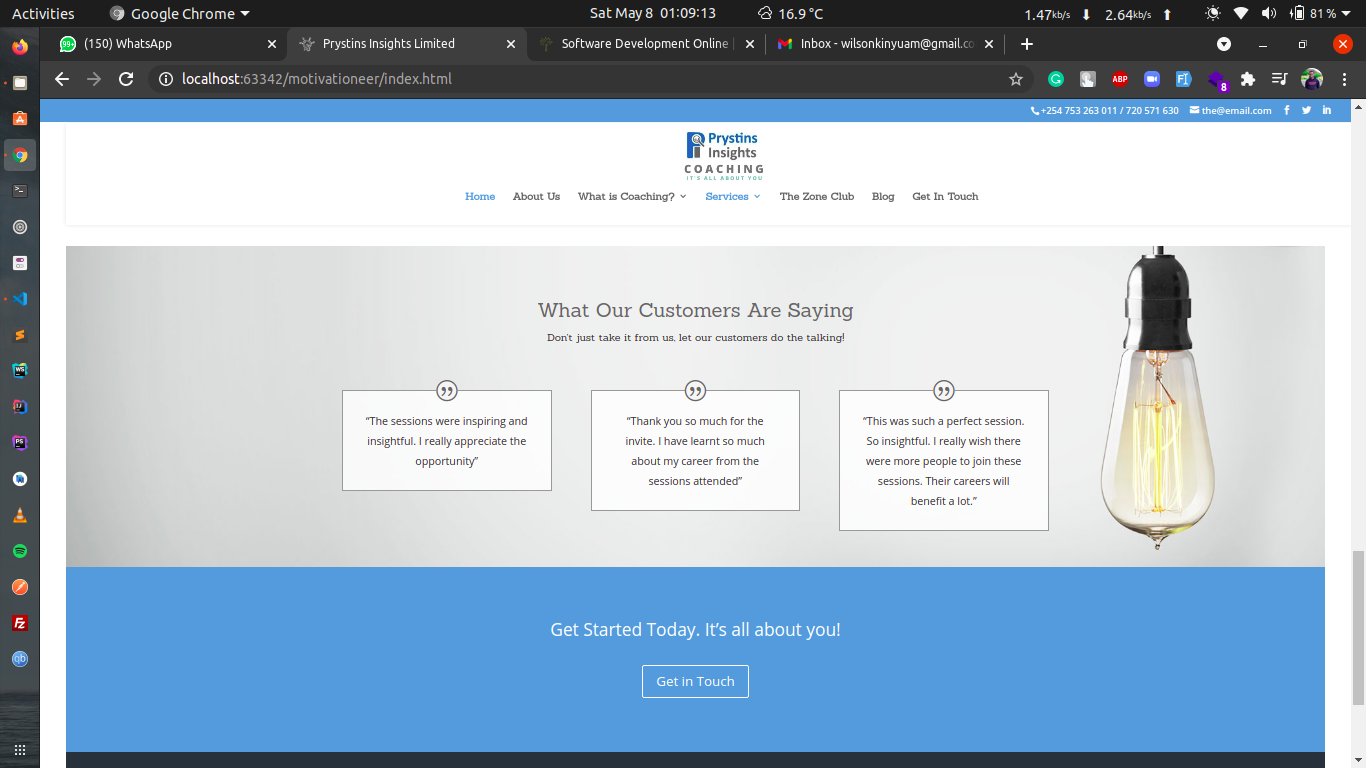 Activities
Google Chrome
Sat May 8 01:09:13
16.9 °C
1.47kb/s
2.64kb/s
81 %
99+
(150) WhatsApp
Prystins Insights Limited
Software Development Online |
Inbox - wilsonkinyuam@gmail.co
localhost:63342/motivationeer/index.html
ABP
8
+254 753 263 011 / 720 571 630
the@email.com
Prystins
Insights
COACHING
IT'S ALL ABOUT YOU
Home
About Us
What is Coaching?
Services
The Zone Club
Blog
Get In Touch
What Our Customers Are Saying
Don't just take it from us, let our customers do the talking!
“The sessions were inspiring and
insightful. I really appreciate the
opportunity”
“Thank you so much for the
invite. I have learnt so much
about my career from the
sessions attended”
“This was such a perfect session.
So insightful. I really wish there
were more people to join these
sessions. Their careers will
benefit a lot.”
Get Started Today. It’s all about you!
Get in Touch
WS
IJ
PS
Fz
qb